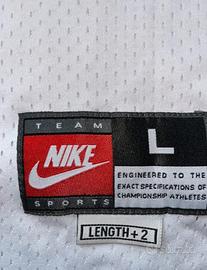 TEAM
NIKE
SPORTS
L
ENGINEERED TO THE
EXACT SPECIFICATIONS OF
CHAMPIONSHIP ATHLETES
LENGTH+2